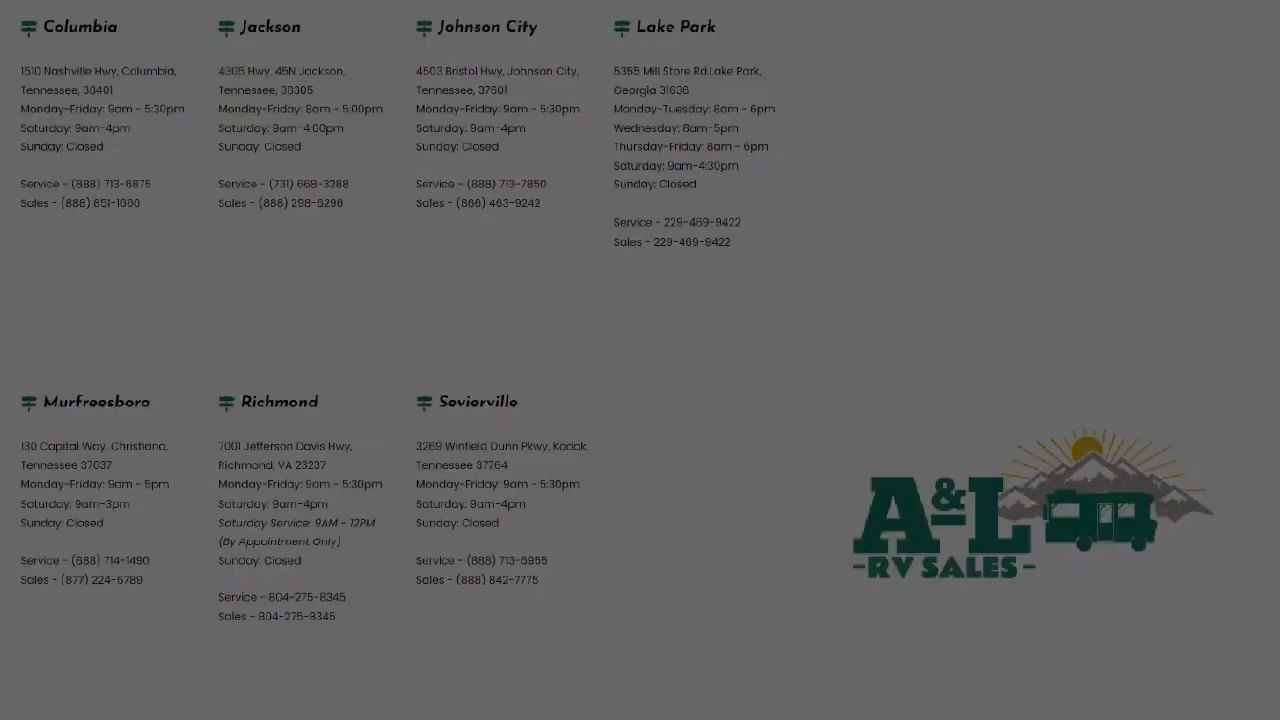 Columbia
1510 Nashville Hwy, Columbia,
Tennessee, 38401
Monday-Friday: 9am - 5:30pm
Saturday: 9am-4pm
Sunday: Closed
Service - (888) 713-6875
Sales - (888) 851-1660
Jackson
4305 Hwy. 45N Jackson,
Tennessee, 38305
Monday-Friday: 8am - 5:00pm
Saturday: 9am-4:00pm
Sunday: Closed
Service - (731) 668-3288
Sales - (888) 298-6296
Johnson City
4503 Bristol Hwy, Johnson City,
Tennessee, 37601
Monday-Friday: 9am - 5:30pm
Saturday: 9am-4pm
Sunday: Closed
Service - (888) 713-7850
Sales - (866) 463-9242
Lake Park
5355 Mill Store Rd.Lake Park,
Georgia 31636
Monday-Tuesday: 8am - 6pm
Wednesday: 8am-5pm
Thursday-Friday: 8am - 6pm
Saturday: 9am-4:30pm
Sunday: Closed
Service - 229-469-9422
Sales - 229-469-9422
Murfreesboro
130 Capital Way, Christiana,
Tennessee 37037
Monday-Friday: 9am - 5pm
Saturday: 9am-3pm
Sunday: Closed
Service - (888) 714-1490
Sales - (877) 224-6789
Richmond
7001 Jefferson Davis Hwy,
Richmond, VA 23237
Monday-Friday: 9am - 5:30pm
Saturday: 9am-4pm
Saturday Service: 9AM - 12PM
(By Appointment Only)
Sunday: Closed
Service - 804-275-8345
Sales - 804-275-8345
Sevierville
3269 Winfield Dunn Pkwy, Kodak,
Tennessee 37764
Monday-Friday: 9am - 5:30pm
Saturday: 9am-4pm
Sunday: Closed
Service - (888) 713-6955
Sales - (888) 842-7775
A&L
-RV SALES-